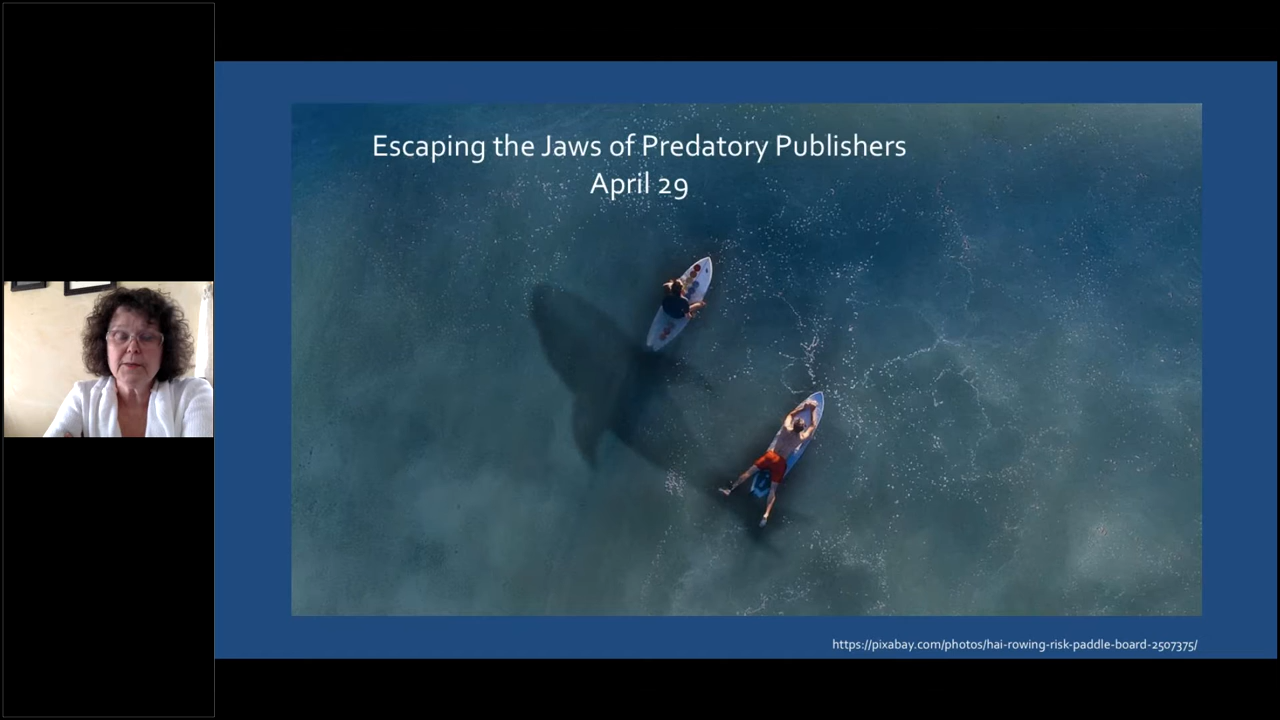 Escaping the Jaws of Predatory Publishers
April 29
https://pixabay.com/photos/hai-rowing-risk-paddle-board-2507375/